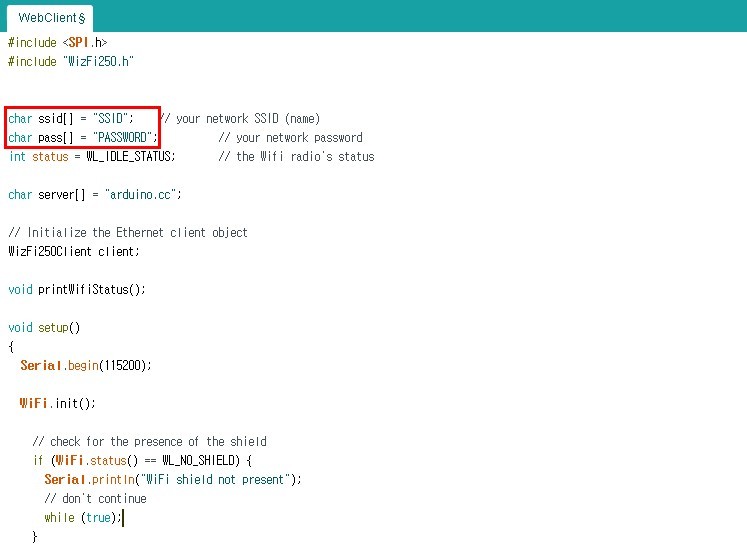 WebClient §
#include <SPI.h>
#include "WizFi250.h"
char ssid[] = "SSID";    // your network SSID (name)
char pass[] = "PASSWORD";          // your network password
int status = WL_IDLE_STATUS;       // the Wifi radio's status
char server[] = "arduino.cc";
// Initialize the Ethernet client object
WizFi250Client client;
void printWifiStatus();
void setup()
{
  Serial.begin(115200);
  WiFi.init();
    // check for the presence of the shield
    if (WiFi.status() == WL_NO_SHIELD) {
      Serial.println("WiFi shield not present");
      // don't continue
      while (true);
    }